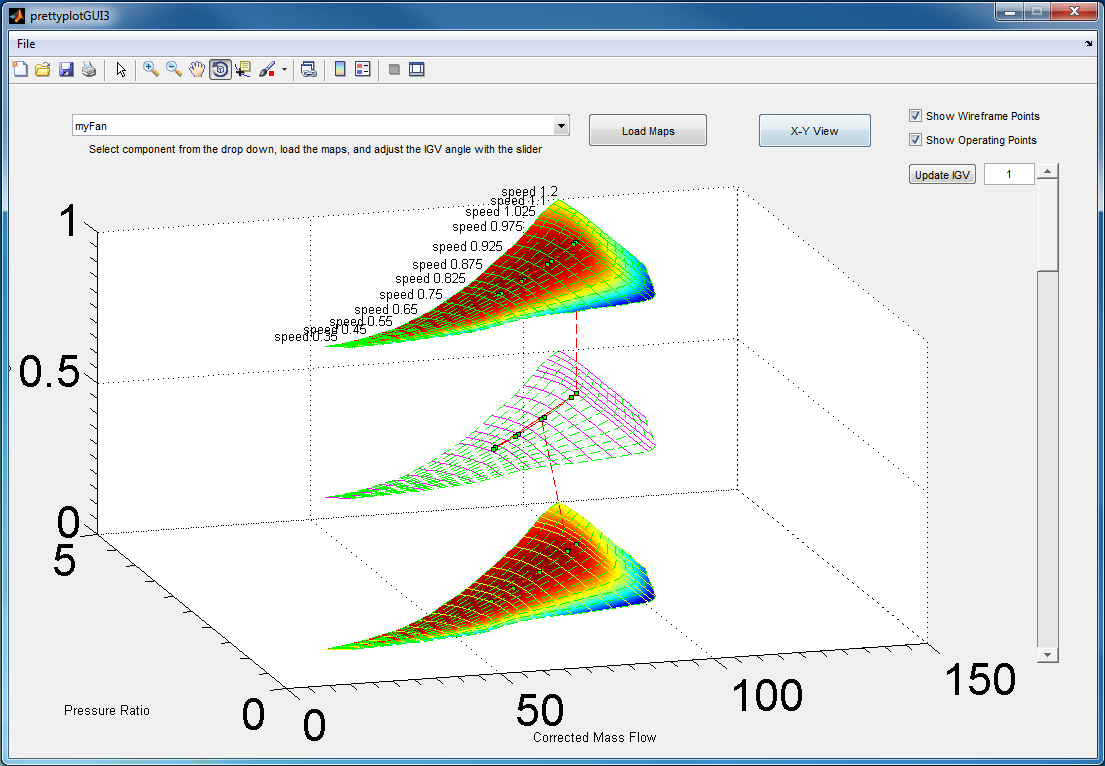 prettyplotGUI3
File
myFan
Load Maps
X-Y View
Show Wireframe Points
Select component from the drop down, load the maps, and adjust the IGV angle with the slider
Show Operating Points
Update IGV
1
speed 1.2
speed 1.1
speed 1.025
speed 0.975
speed 0.925
speed 0.875
speed 0.825
speed 0.75
speed 0.65
speed 0.55
speed 0.45
speed 0.35
1
0.5
0
5
0
0
50
100
150
Pressure Ratio
Corrected Mass Flow